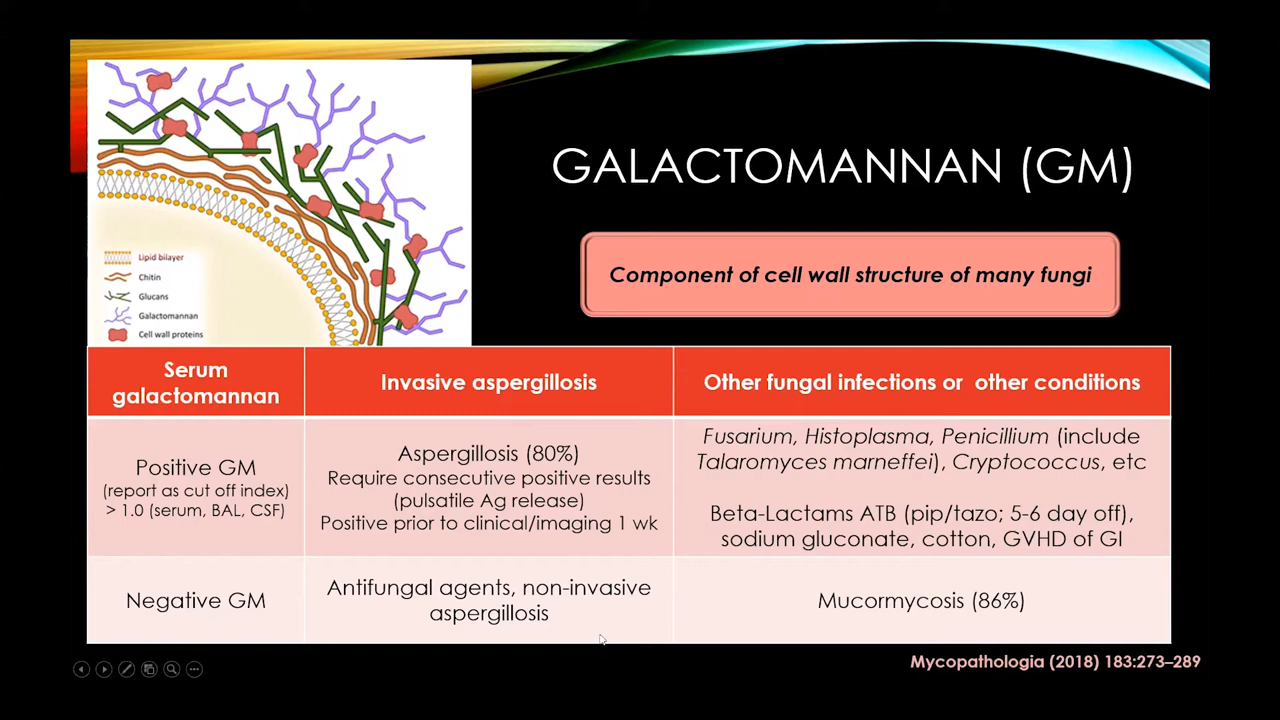 GALACTOMANNAN (GM)
Component of cell wall structure of many fungi
Lipid bilayer
Chitin
Glucans
Galactomannan
Cell wall proteins
Serum
galactomannan
Invasive aspergillosis
Other fungal infections or other conditions
Positive GM
(report as cut off index)
> 1.0 (serum, BAL, CSF)
Aspergillosis (80%)
Require consecutive positive results
(pulsatile Ag release)
Positive prior to clinical/imaging 1 wk
Fusarium, Histoplasma, Penicillium (include
Talaromyces marneffei), Cryptococcus, etc
Beta-Lactams ATB (pip/tazo; 5-6 day off),
sodium gluconate, cotton, GVHD of GI
Negative GM
Antifungal agents, non-invasive
aspergillosis
Mucormycosis (86%)
Mycopathologia (2018) 183:273–289